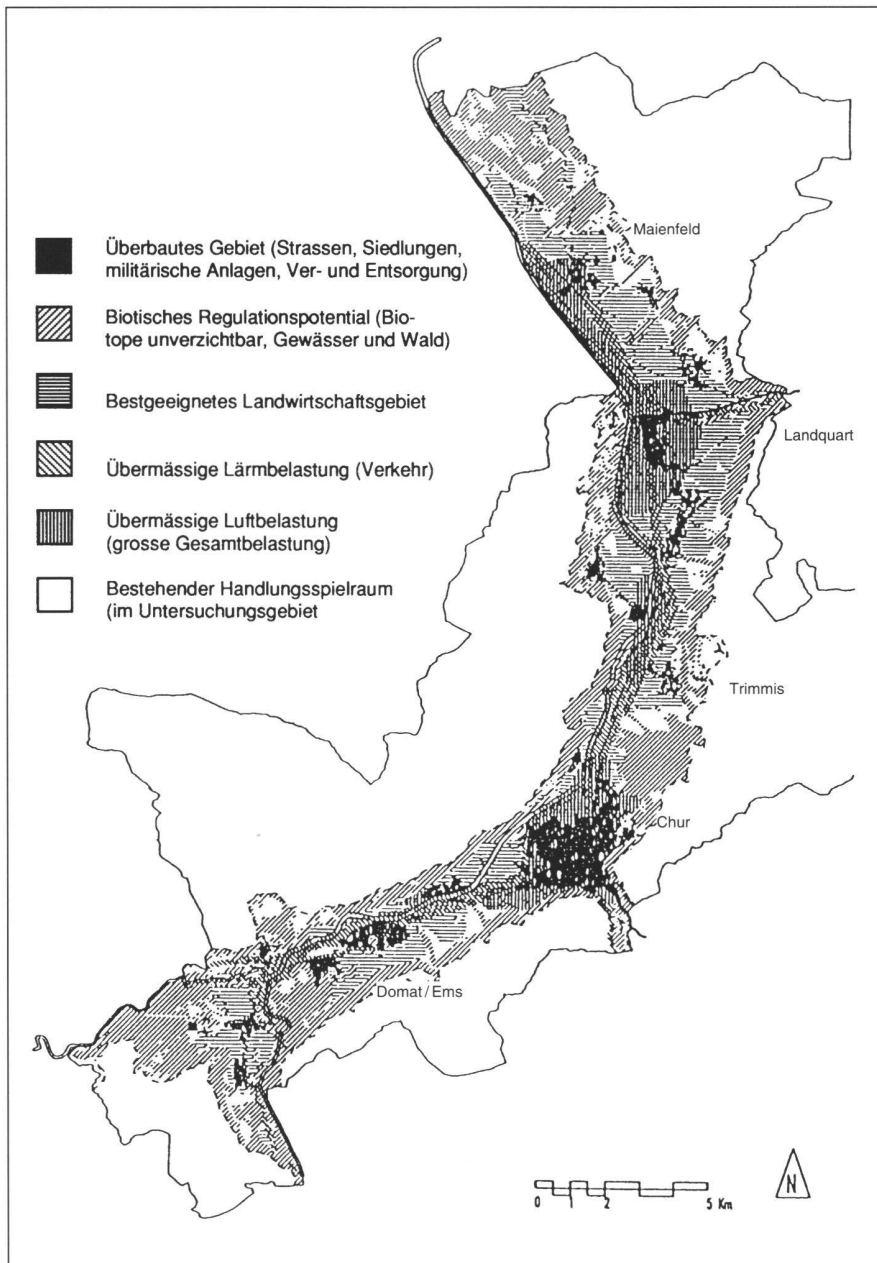 Überbautes Gebiet (Strassen, Siedlungen,
militärische Anlagen, Ver- und Entsorgung)
Biotisches Regulationspotential (Bio-
tope unverzichtbar, Gewässer und Wald)
Bestgeeignetes Landwirtschaftsgebiet
Übermässige Lärmbelastung (Verkehr)
Übermässige Luftbelastung
(grosse Gesamtbelastung)
Bestehender Handlungsspielraum
(im Untersuchungsgebiet
Maienfeld
Landquart
Trimmis
Chur
Domat/Ems
0 1 2 5 Km
N